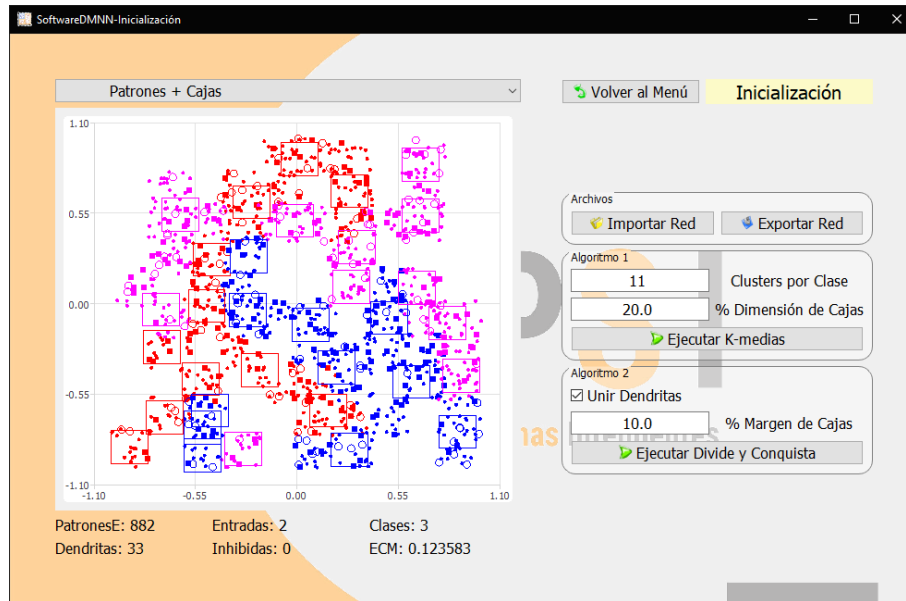 SoftwareDMNN-Inicialización
Patrones + Cajas
Volver al Menú
Inicialización
1.10
0.55
0.00
-0.55
-1.10
-1.10 -0.55 0.00 0.55 1.10
Archivos
Importar Red
Exportar Red
Algoritmo 1
11 Clusters por Clase
20.0 % Dimensión de Cajas
Ejecutar K-medias
Algoritmo 2
Unir Dendritas
10.0 % Margen de Cajas
Ejecutar Divide y Conquista
PatronesE: 882 Entradas: 2 Clases: 3
Dendritas: 33 Inhibidas: 0 ECM: 0.123583